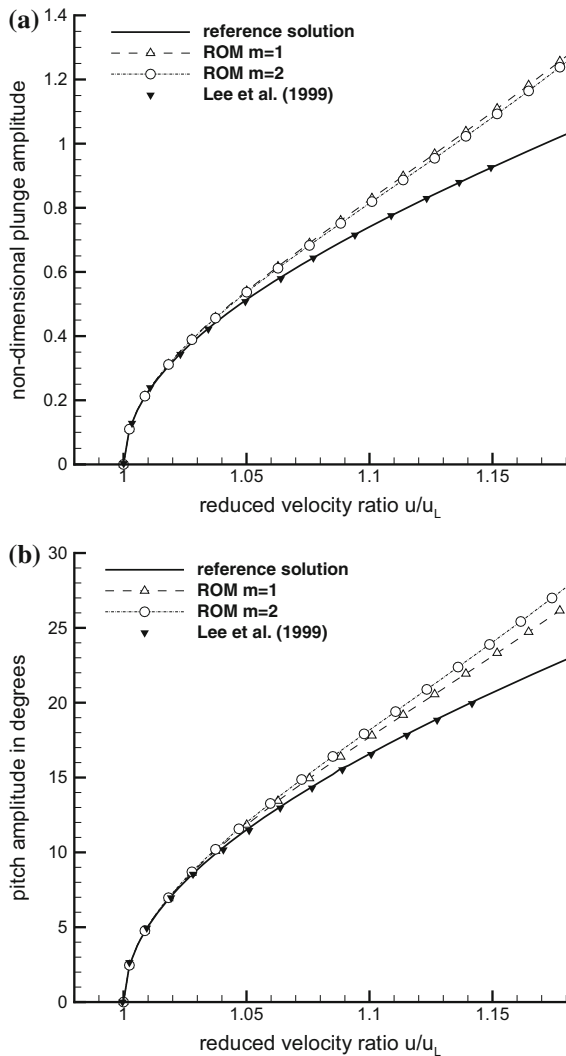 (a)
reference solution
ROM m=1
ROM m=2
Lee et al. (1999)
1.4
1.2
1
0.8
0.6
0.4
0.2
0
non-dimensional plunge amplitude
1
1.05
1.1
1.15
reduced velocity ratio u/uL
(b)
reference solution
ROM m=1
ROM m=2
Lee et al. (1999)
30
25
20
15
10
5
0
pitch amplitude in degrees
1
1.05
1.1
1.15
reduced velocity ratio u/uL